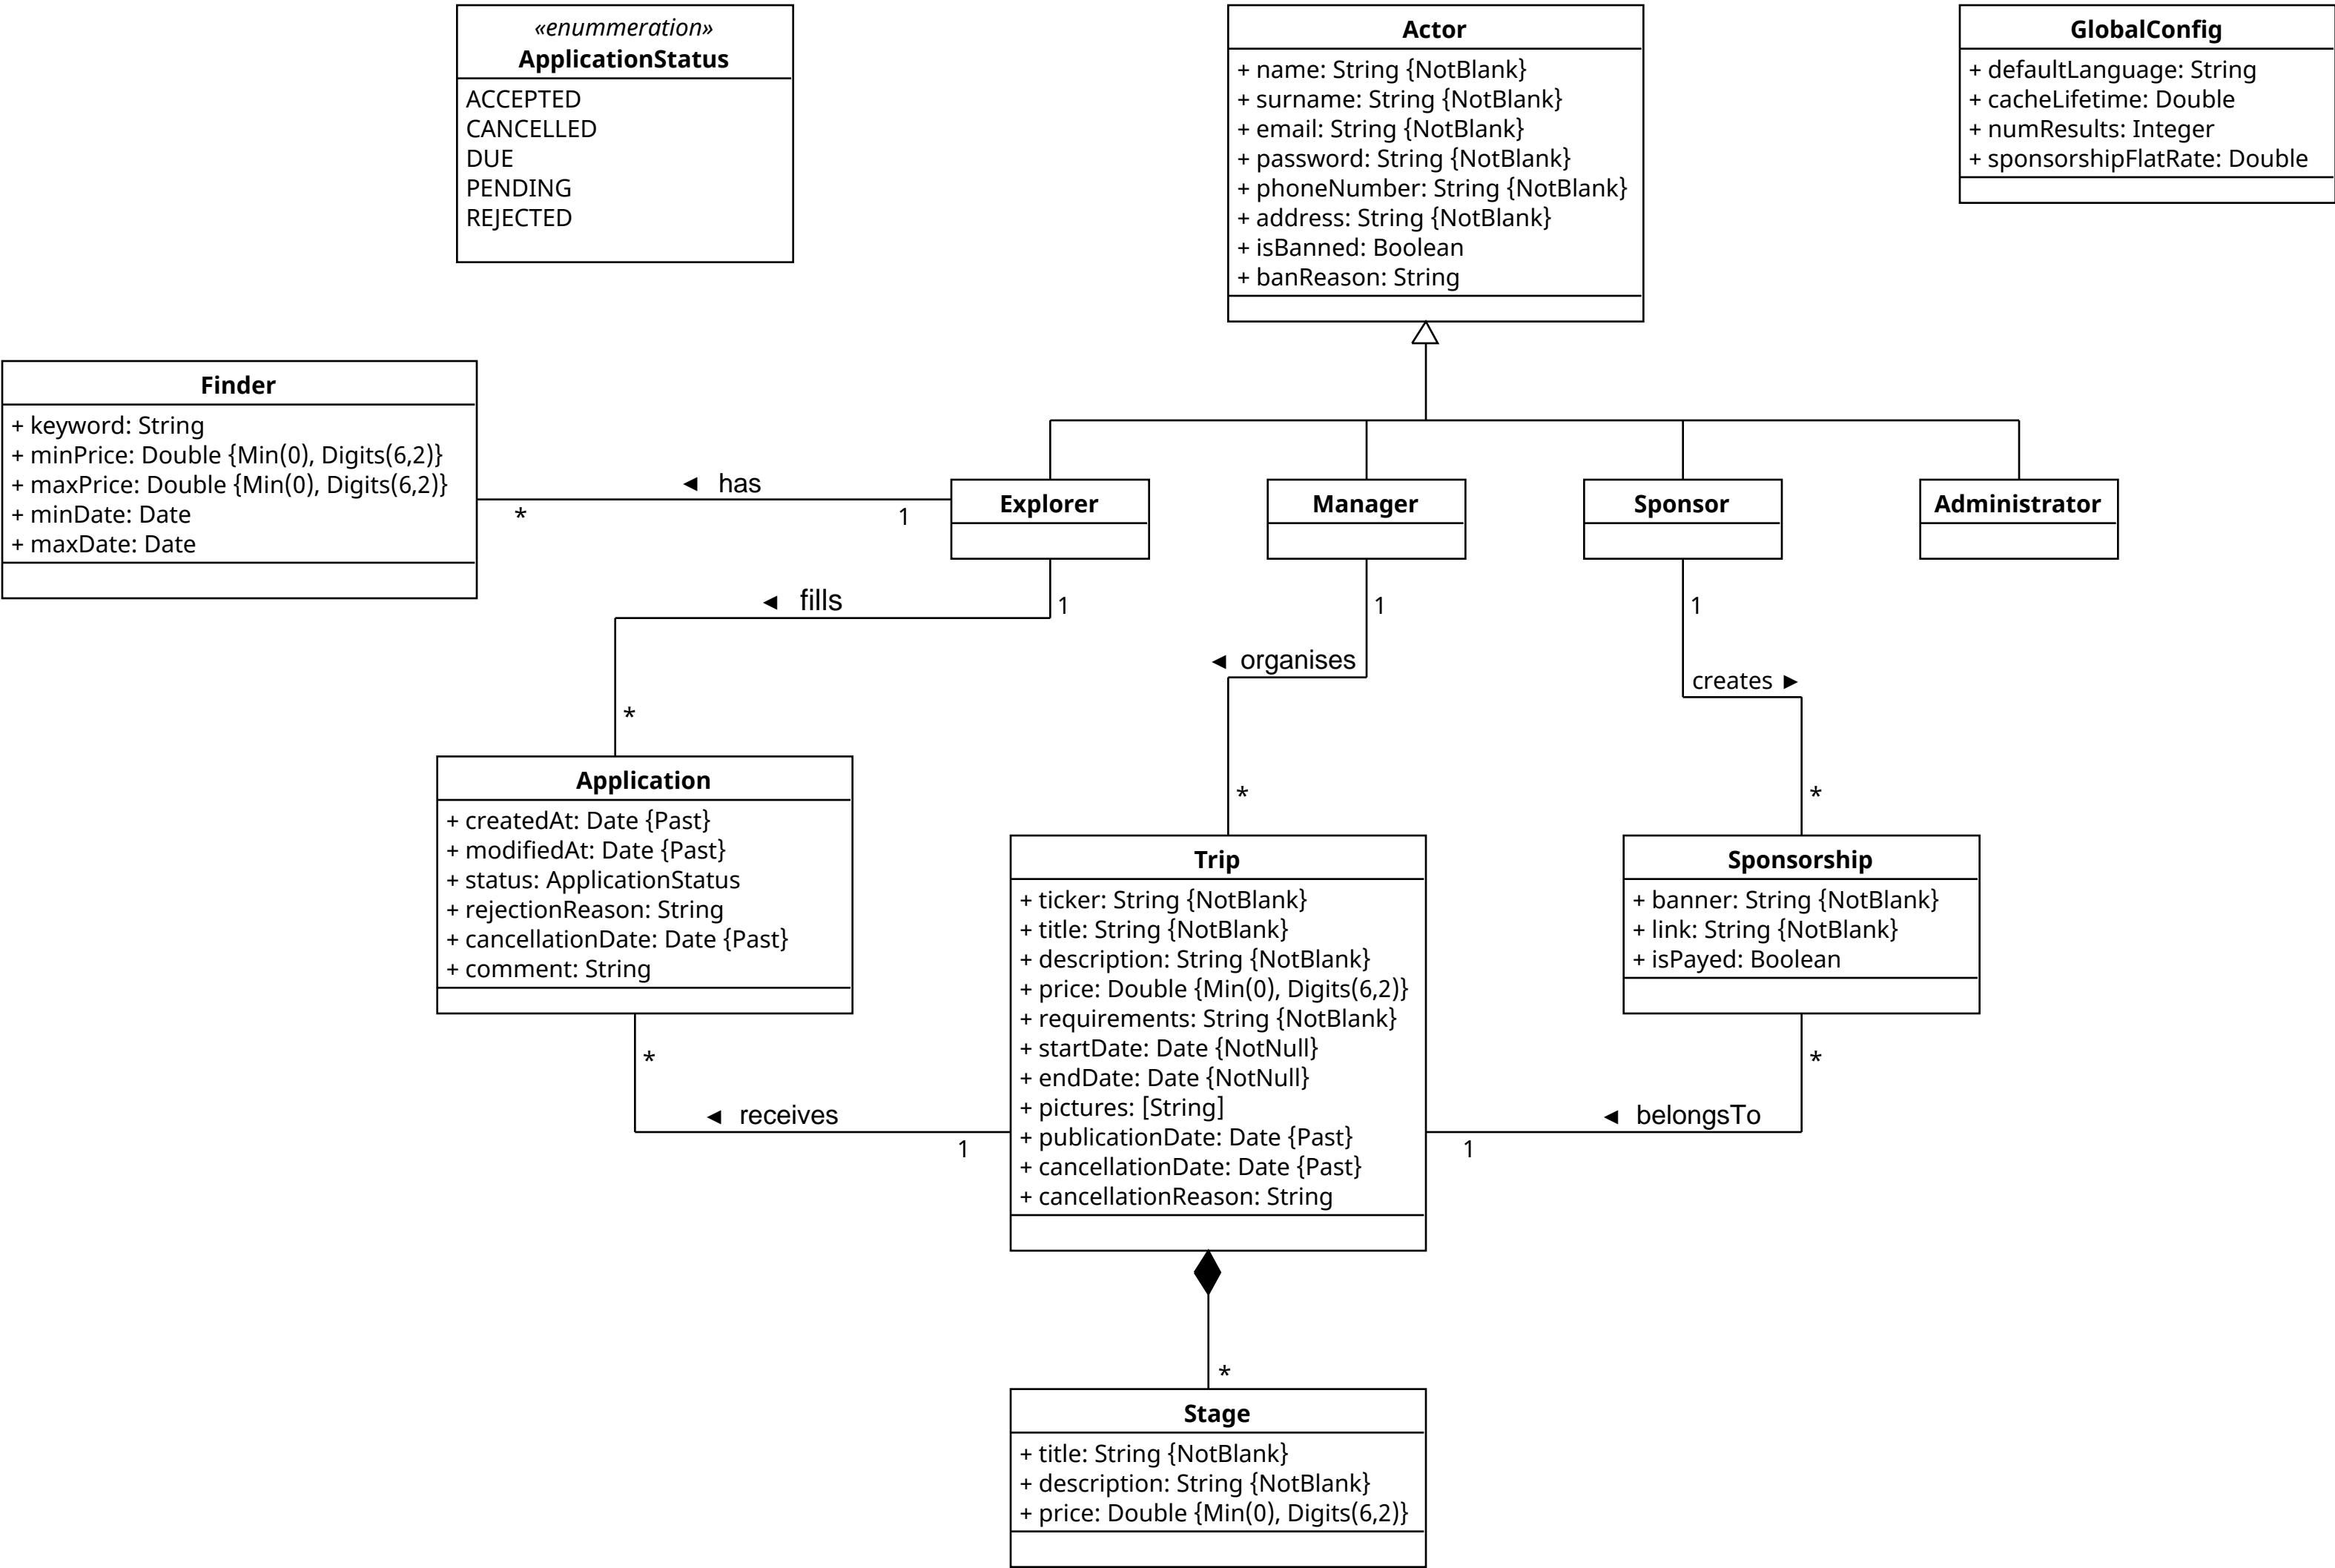 «enummeration»
ApplicationStatus
ACCEPTED
CANCELLED
DUE
PENDING
REJECTED
Actor
+ name: String {NotBlank}
+ surname: String {NotBlank}
+ email: String {NotBlank}
+ password: String {NotBlank}
+ phoneNumber: String {NotBlank}
+ address: String {NotBlank}
+ isBanned: Boolean
+ banReason: String
GlobalConfig
+ defaultLanguage: String
+ cacheLifetime: Double
+ numResults: Integer
+ sponsorshipFlatRate: Double
Finder
+ keyword: String
+ minPrice: Double {Min(0), Digits(6,2)}
+ maxPrice: Double {Min(0), Digits(6,2)}
+ minDate: Date
+ maxDate: Date
◄ has
*
1
Explorer
Manager
Sponsor
Administrator
◄ fills
1
*
◄ organises
1
*
creates ►
1
*
Application
+ createdAt: Date {Past}
+ modifiedAt: Date {Past}
+ status: ApplicationStatus
+ rejectionReason: String
+ cancellationDate: Date {Past}
+ comment: String
Trip
+ ticker: String {NotBlank}
+ title: String {NotBlank}
+ description: String {NotBlank}
+ price: Double {Min(0), Digits(6,2)}
+ requirements: String {NotBlank}
+ startDate: Date {NotNull}
+ endDate: Date {NotNull}
+ pictures: [String]
+ publicationDate: Date {Past}
+ cancellationDate: Date {Past}
+ cancellationReason: String
Sponsorship
+ banner: String {NotBlank}
+ link: String {NotBlank}
+ isPayed: Boolean
*
◄ receives
1
*
◄ belongsTo
1
*
Stage
+ title: String {NotBlank}
+ description: String {NotBlank}
+ price: Double {Min(0), Digits(6,2)}